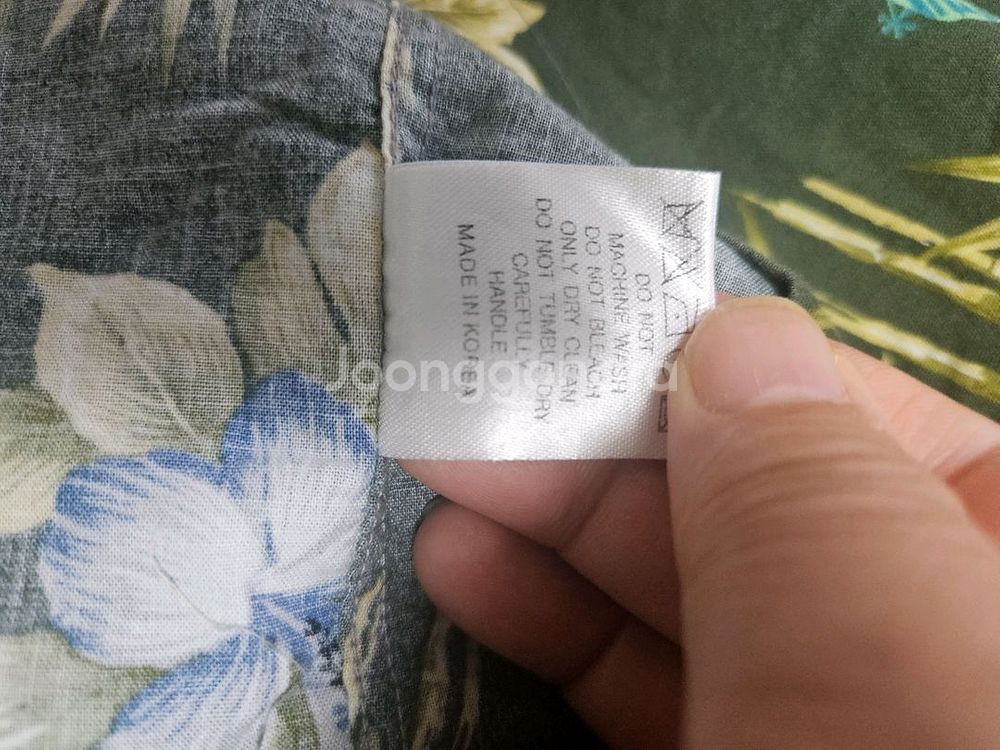 DO NOT
MACHINE WASH
DO NOT BLEACH
ONLY DRY CLEAN
DO NOT TUMBLE DRY
CAREFULLY
HANDLE
MADE IN KOREA
Joonggonara